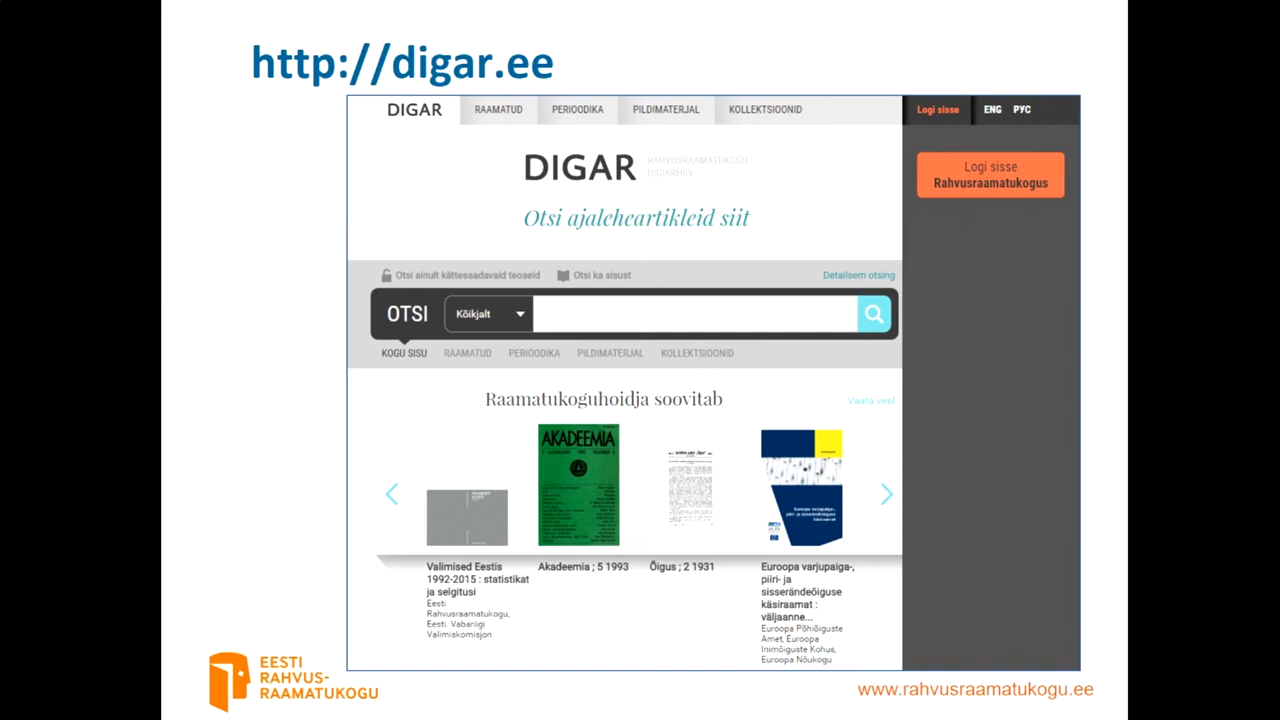 http://digar.ee
DIGAR RAAMATUD PERIOODIKA PILDIMATERJAL KOLLEKTSIOONID Logi sisse ENG РУС
DIGAR RAHVUSRAAMATUKOGU
DIGIARHIIV
Logi sisse
Rahvusraamatukogus
Otsi ajaleheartikleid siit
Otsi ainult kättesaadavaid teoseid Otsi ka sisust Detailsem otsing
OTSI Kõikjalt
KOGU SISU RAAMATUD PERIOODIKA PILDIMATERJAL KOLLEKTSIOONID
Raamatukoguhoidja soovitab Vaata veel
AKADEEMIA
Valimised Eestis
1992-2015 : statistikat
ja selgitusi
Eesti
Rahvusraamatukogu,
Eesti. Vabariigi
Valimiskomisjon
Akadeemia ; 5 1993
Õigus ; 2 1931
Euroopa varjupaiga-,
piiri- ja
sisserändeõiguse
käsiraamat :
väljaanne...
Euroopa Põhiõiguste
Amet, Euroopa
Inimõiguste Kohus,
Euroopa Nõukogu
EESTI
RAHVUS-
RAAMATUKOGU
www.rahvusraamatukogu.ee